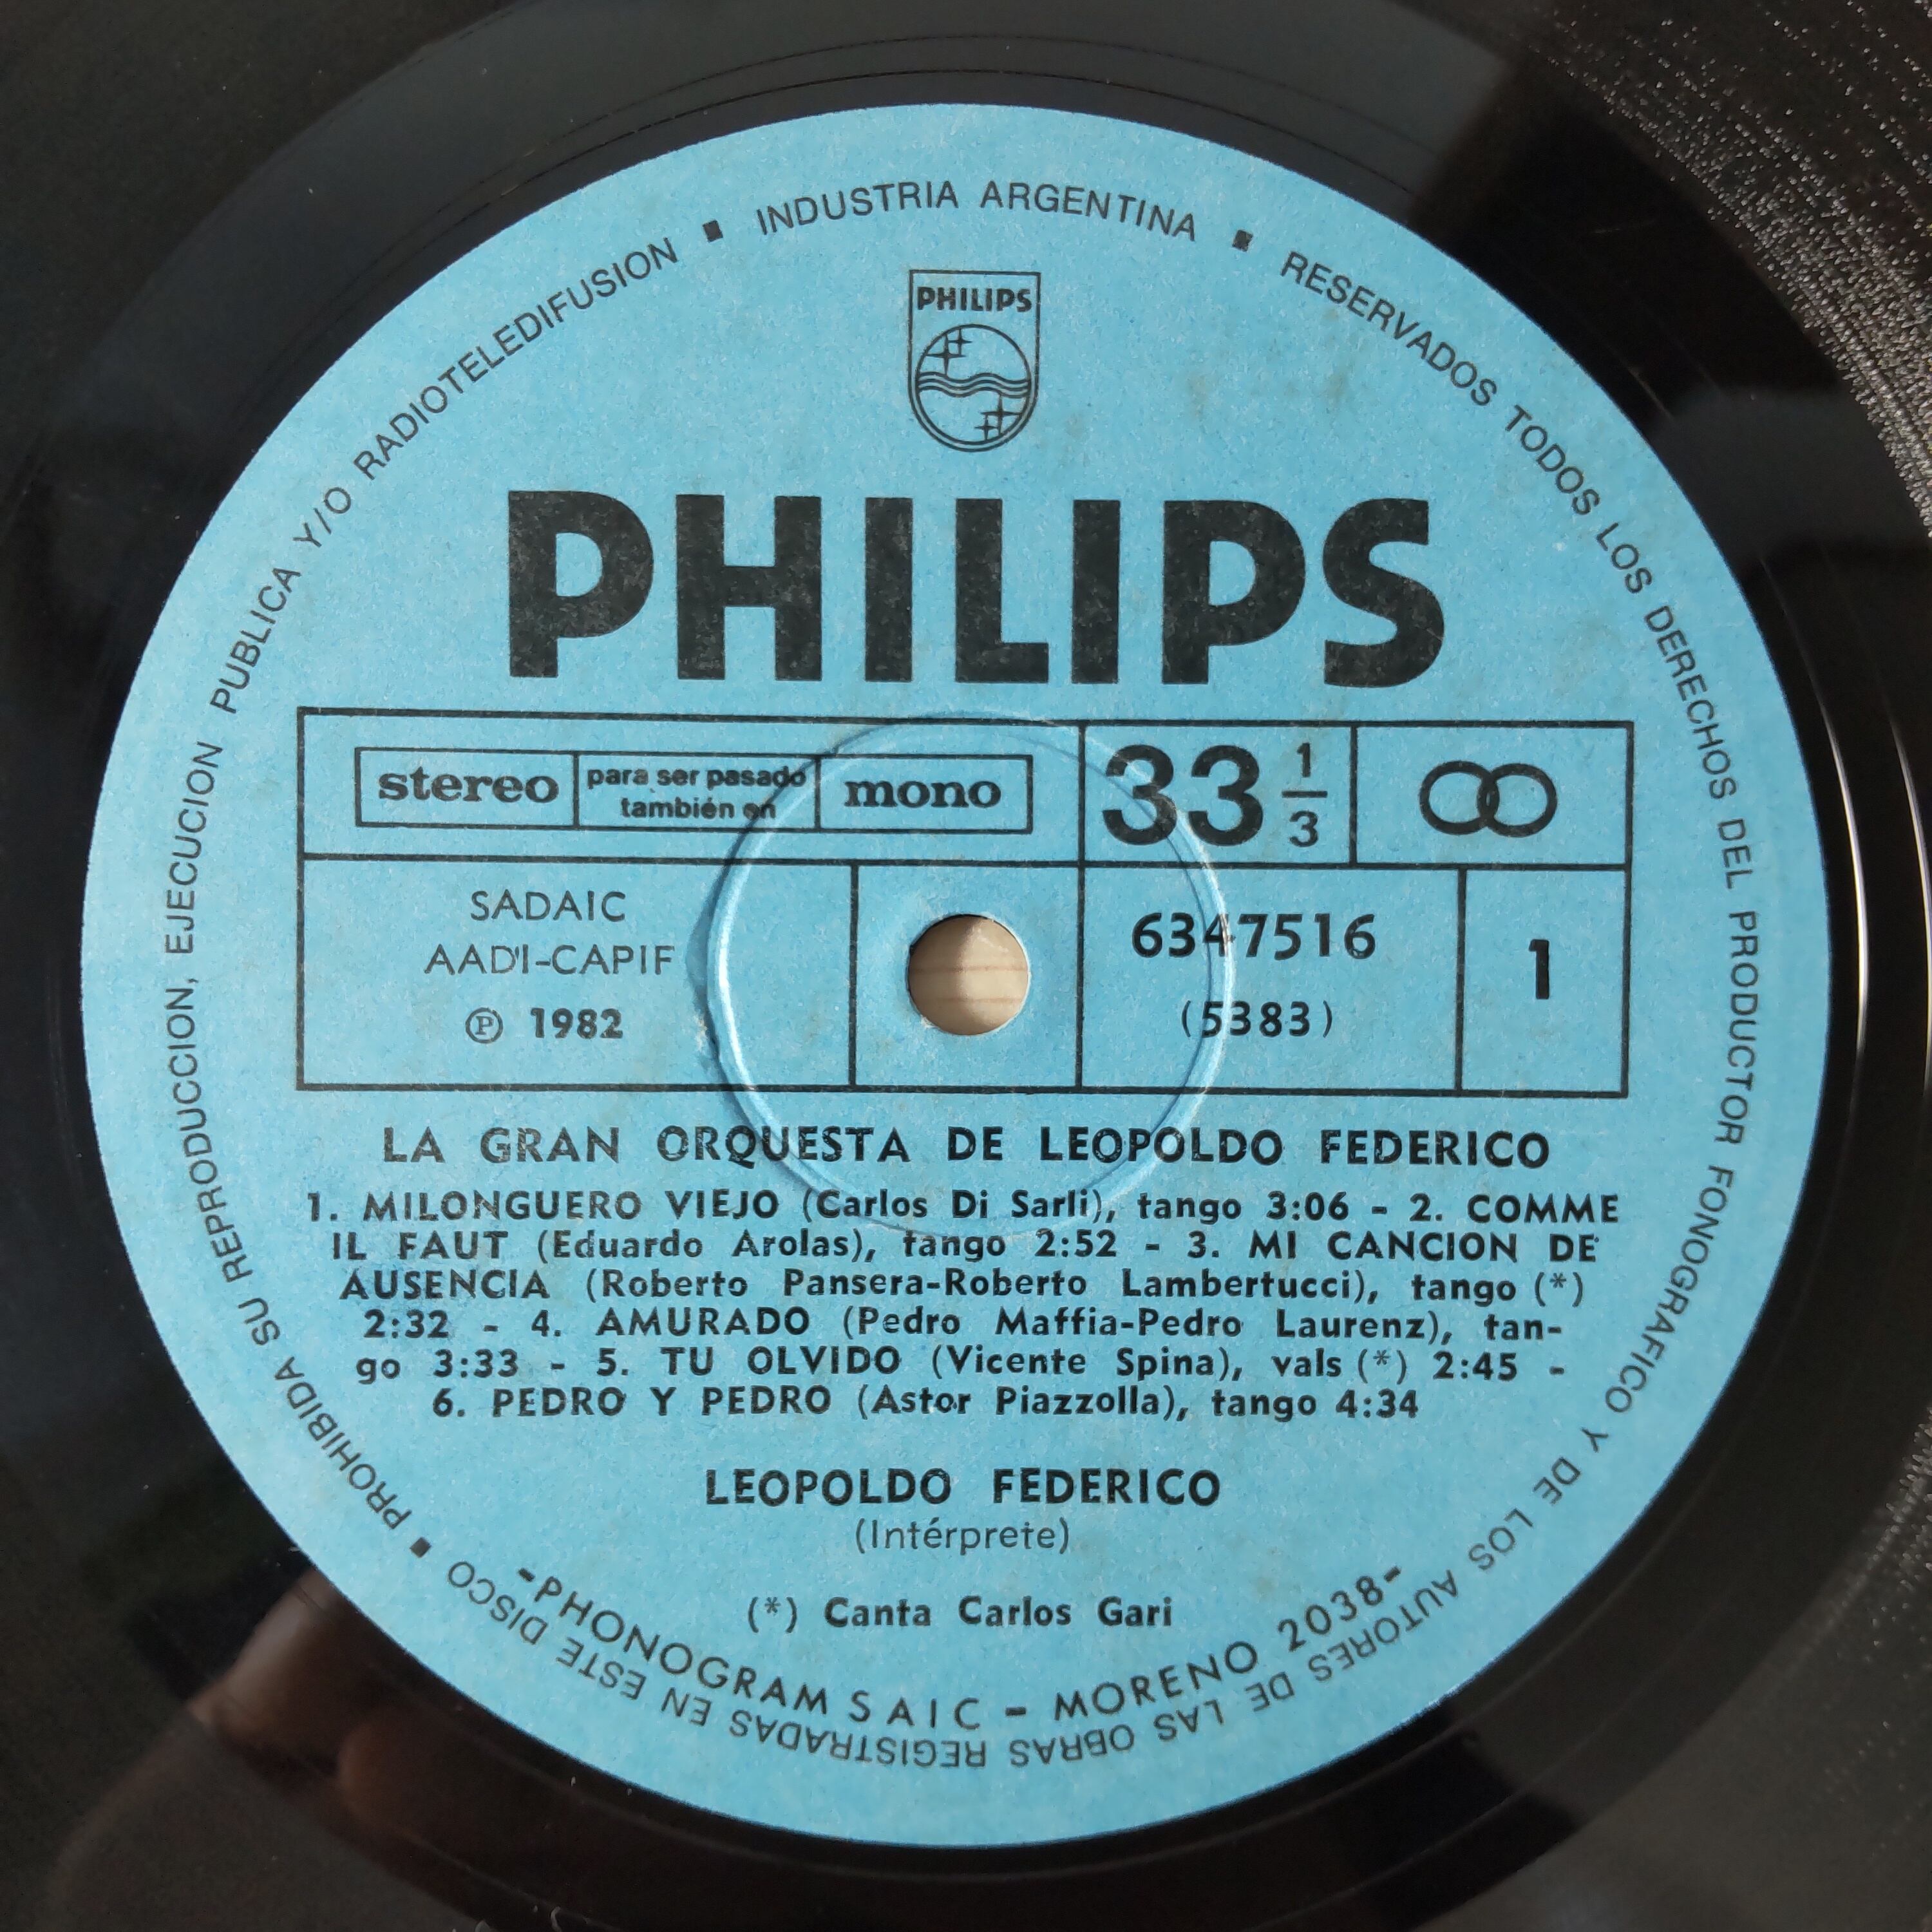 INDUSTRIA ARGENTINA ▪ RESERVADOS TODOS LOS DERECHOS DEL PRODUCTOR FONOGRAFICO Y DE LOS AUTORES DE LAS OBRAS REGISTRADAS EN ESTE DISCO ▪ PROHIBIDA SU REPRODUCCION, EJECUCION PUBLICA Y/O RADIOTELEDIFUSION ▪
PHILIPS
PHILIPS
stereo
para ser pasado
también en
mono
33 1/3
SADAIC
AADI-CAPIF
℗ 1982
6347516
(5383)
1
LA GRAN ORQUESTA DE LEOPOLDO FEDERICO
1. MILONGUERO VIEJO (Carlos Di Sarli), tango 3:06 - 2. COMME
IL FAUT (Eduardo Arolas), tango 2:52 - 3. MI CANCION DE
AUSENCIA (Roberto Pansera-Roberto Lambertucci), tango (*)
2:32 - 4. AMURADO (Pedro Maffia-Pedro Laurenz), tan-
go 3:33 - 5. TU OLVIDO (Vicente Spina), vals (*) 2:45 -
6. PEDRO Y PEDRO (Astor Piazzolla), tango 4:34
LEOPOLDO FEDERICO
(Intérprete)
(*) Canta Carlos Gari
-PHONOGRAM S A I C - MORENO 2038-